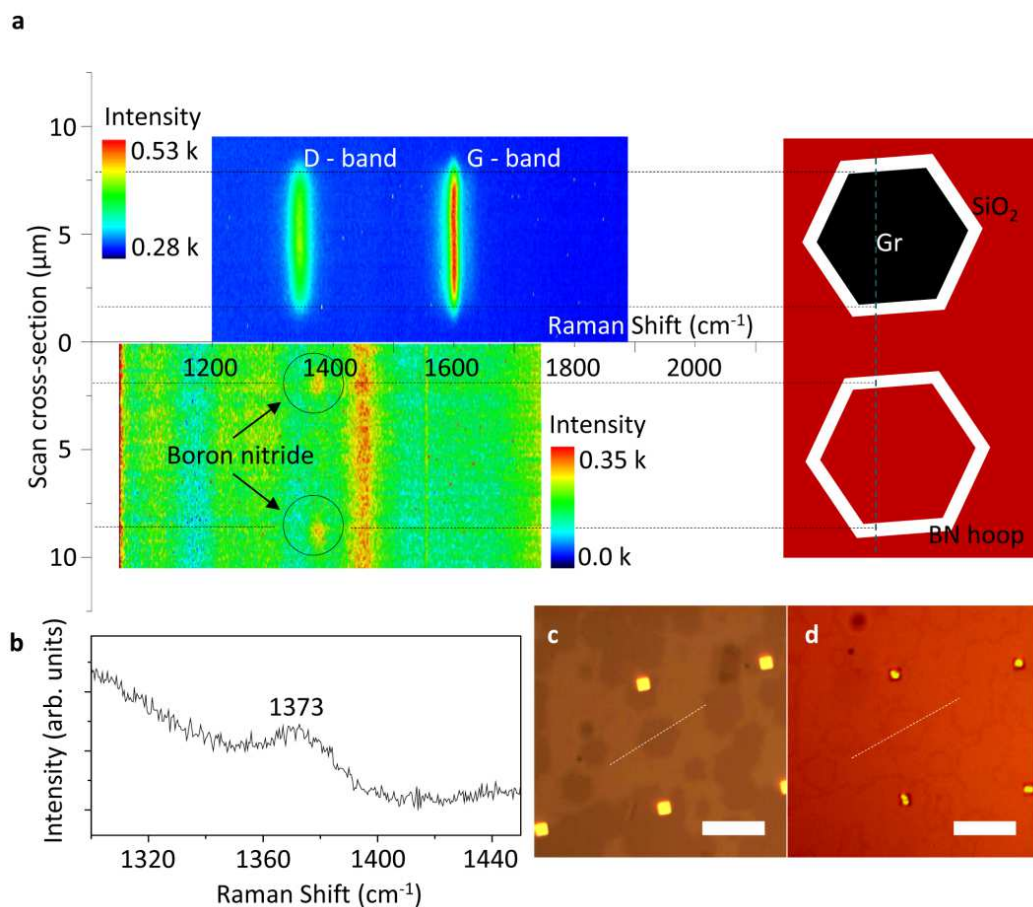 a
Intensity
0.53 k
0.28 k
D - band
G - band
SiO₂
Gr
10
5
0
5
10
Scan cross-section (μm)
Raman Shift (cm⁻¹)
1200
1400
1600
1800
2000
Boron nitride
Intensity
0.35 k
0.0 k
BN hoop
b
Intensity (arb. units)
1373
1320
1360
1400
1440
Raman Shift (cm⁻¹)
c
d